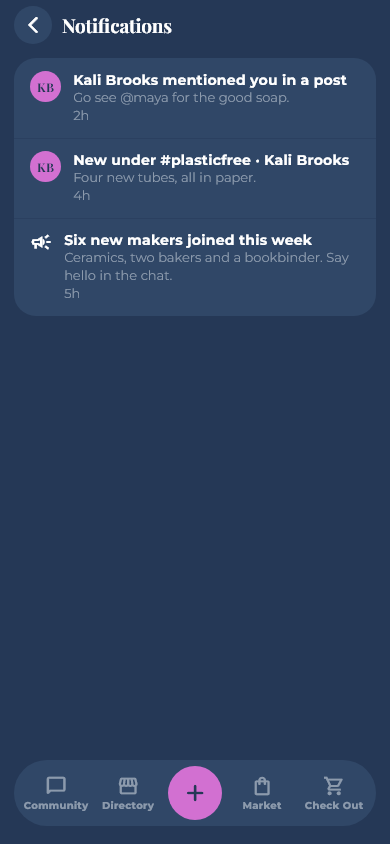 Notifications
KB
Kali Brooks mentioned you in a post
Go see @maya for the good soap.
2h
KB
New under #plasticfree · Kali Brooks
Four new tubes, all in paper.
4h
Six new makers joined this week
Ceramics, two bakers and a bookbinder. Say
hello in the chat.
5h
Community
Directory
Market
Check Out